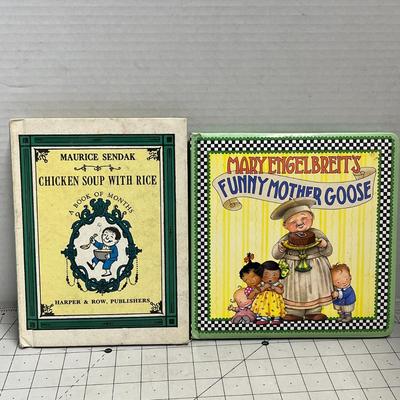 MAURICE SENDAK
CHICKEN SOUP WITH RICE
A BOOK OF MONTHS
HARPER & ROW, PUBLISHERS
MARY ENGELBREIT'S
FUNNY MOTHER GOOSE